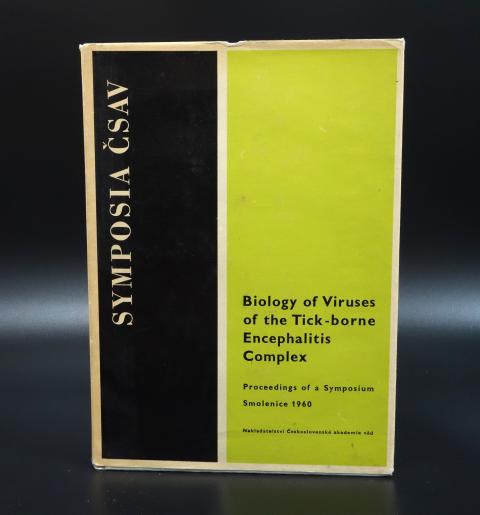 SYMPOSIA ČSAV
Biology of Viruses
of the Tick-borne
Encephalitis
Complex
Proceedings of a Symposium
Smolenice 1960
Nakladatelství Československé akademie věd